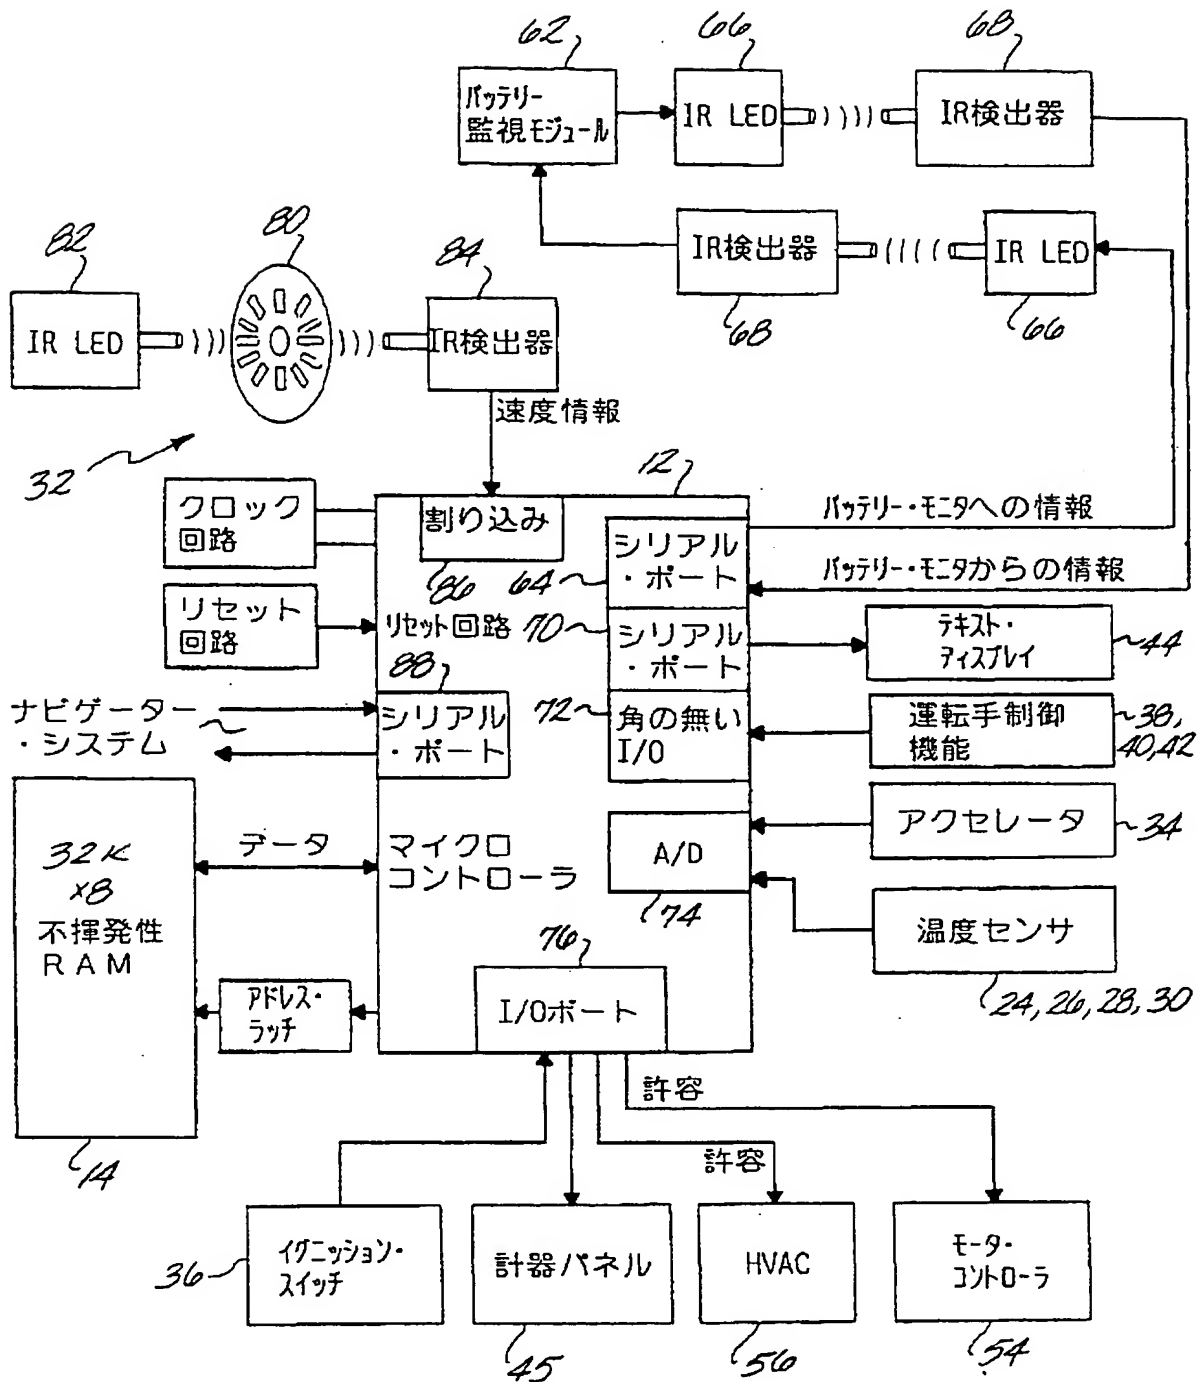 62
66
68
バッテリー
監視モジュール
IR LED
IR検出器
82
80
84
IR検出器
IR LED
68
66
IR LED
IR検出器
速度情報
32
12
クロック
回路
割り込み
86
シリアル
・ポート
64
バッテリー・モニタへの情報
バッテリー・モニタからの情報
リセット
回路
リセット回路
70
シリアル
・ポート
テキスト・
ディスプレイ
44
88
ナビゲーター
・システム
シリアル
・ポート
72
角の無い
I/O
運転手制御
機能
38,
40,42
アクセレータ
34
32K
x8
不揮発性
RAM
データ
マイクロ
コントローラ
A/D
74
温度センサ
24, 26, 28, 30
アドレス・
ラッチ
76
I/Oポート
14
許容
許容
36
イグニッション・
スイッチ
計器パネル
45
HVAC
56
モータ・
コントローラ
54